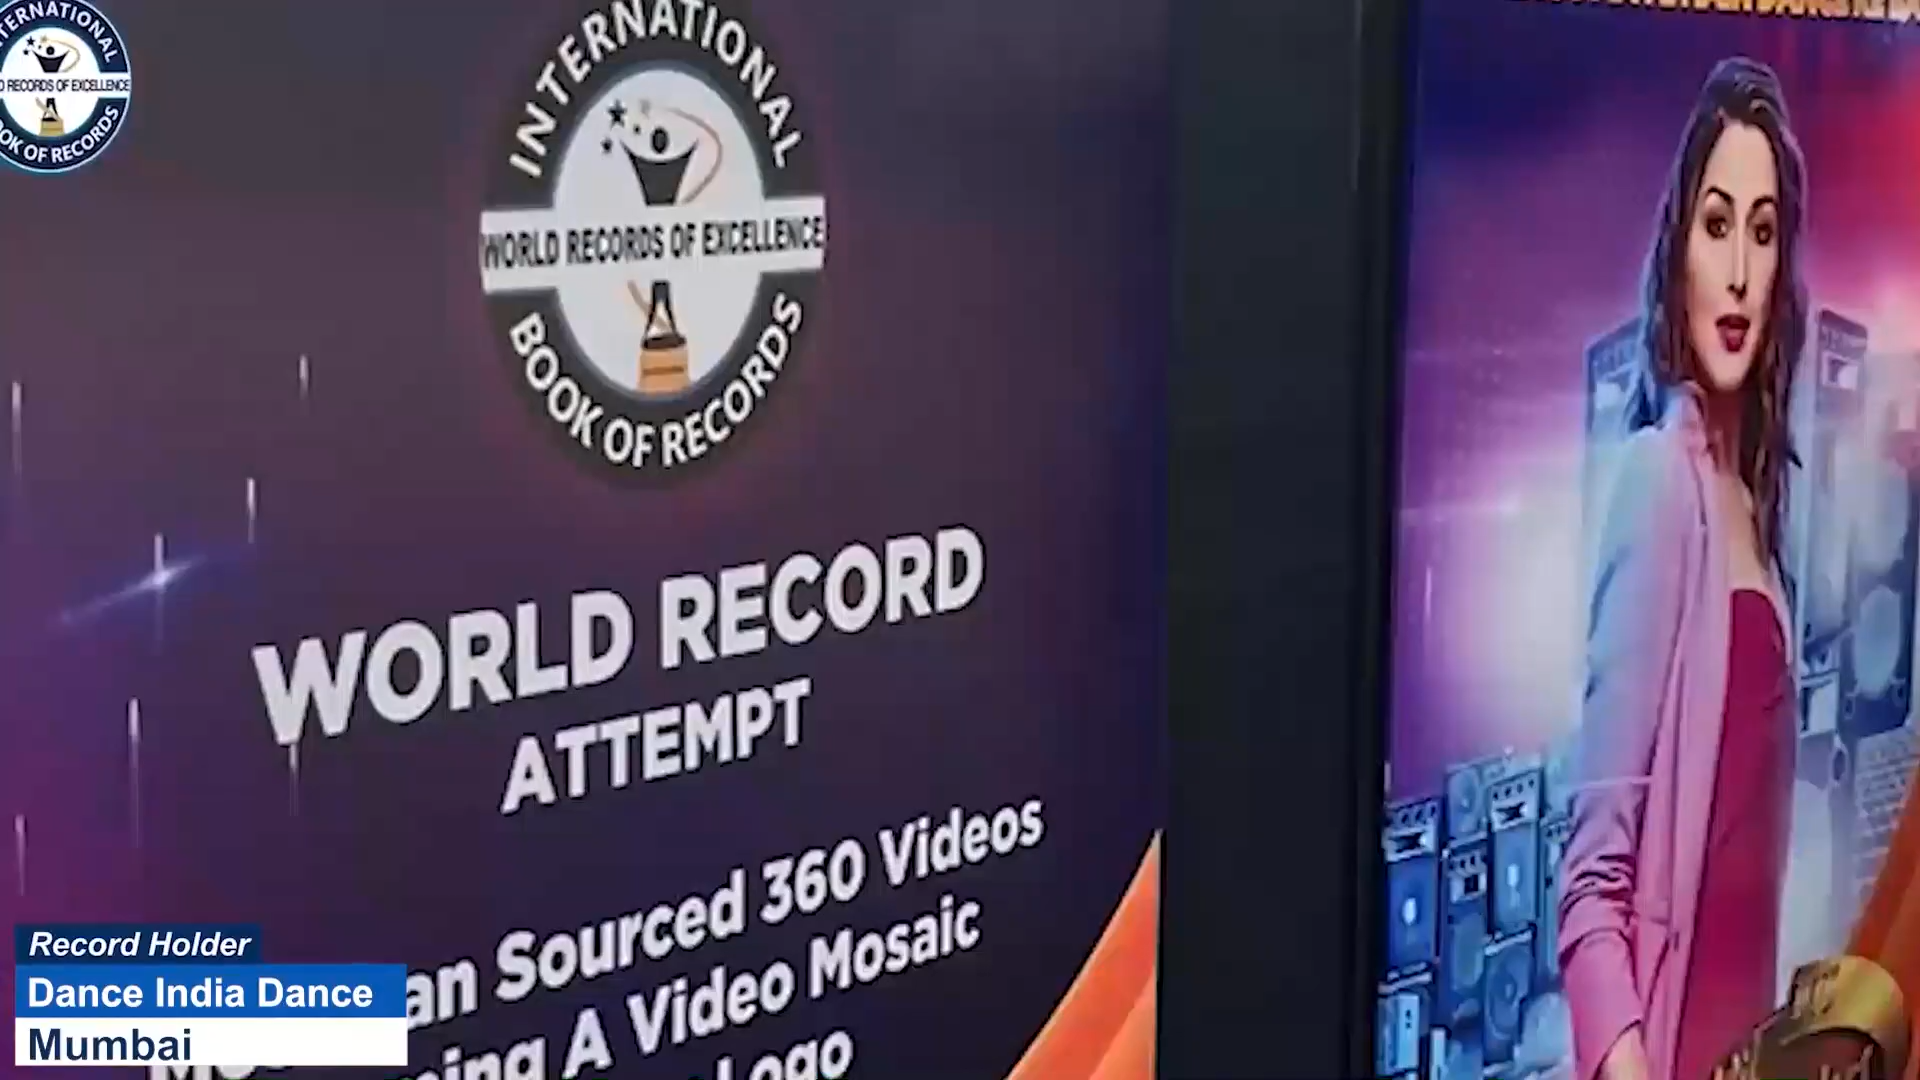 INTERNATIONAL
RECORDS OF EXCELLENCE
BOOK OF RECORDS
INTERNATIONAL
WORLD RECORDS OF EXCELLENCE
BOOK OF RECORDS
WORLD RECORD
ATTEMPT
Sourced 360 Videos
A Video Mosaic
Logo
Record Holder
Dance India Dance
Mumbai